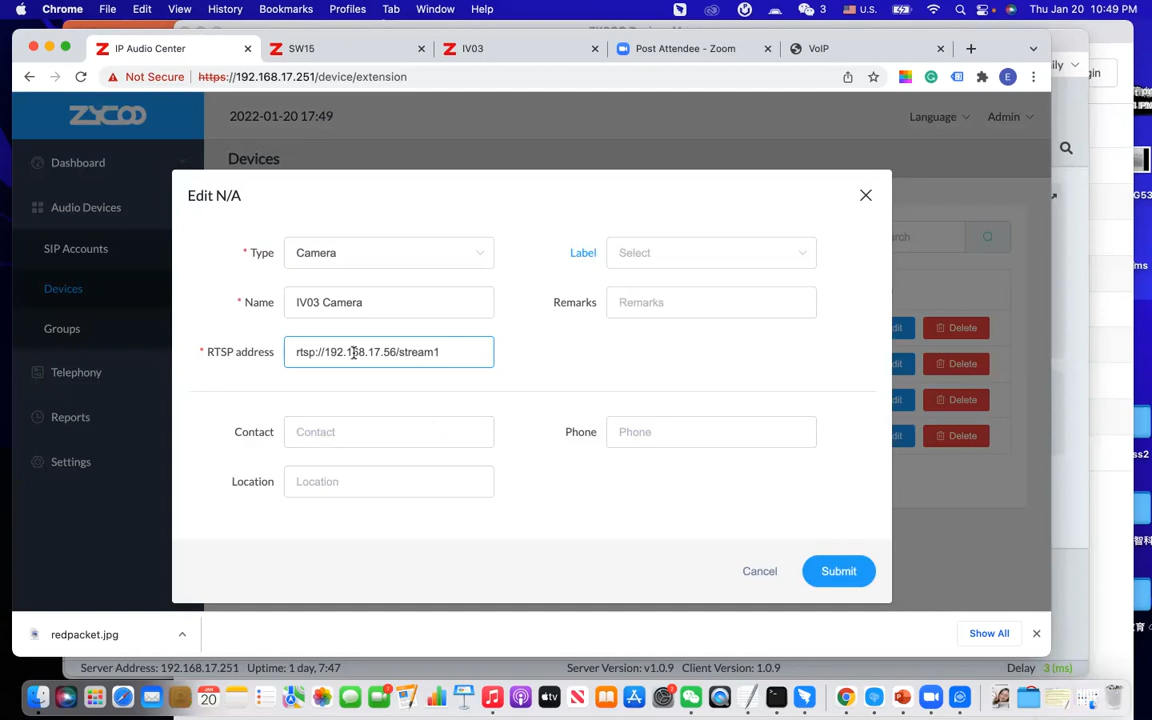 Chrome File Edit View History Bookmarks Profiles Tab Window Help 3 U.S. Thu Jan 20 10:49 PM
IP Audio Center SW15 IV03 Post Attendee - Zoom VoIP
Not Secure https://192.168.17.251/device/extension E
ZYCOO 2022-01-20 17:49 Language Admin
Devices
Dashboard
Audio Devices
SIP Accounts
Devices
Groups
Telephony
Reports
Settings
Edit N/A
* Type Camera Label Select
* Name IV03 Camera Remarks Remarks
* RTSP address rtsp://192.168.17.56/stream1
Contact Contact Phone Phone
Location Location
Cancel Submit
Delete
Delete
Delete
Delete
redpacket.jpg Show All
Server Address: 192.168.17.251 Uptime: 1 day, 7:47 Server Version: v1.0.9 Client Version: 1.0.9 Delay 3 (ms)